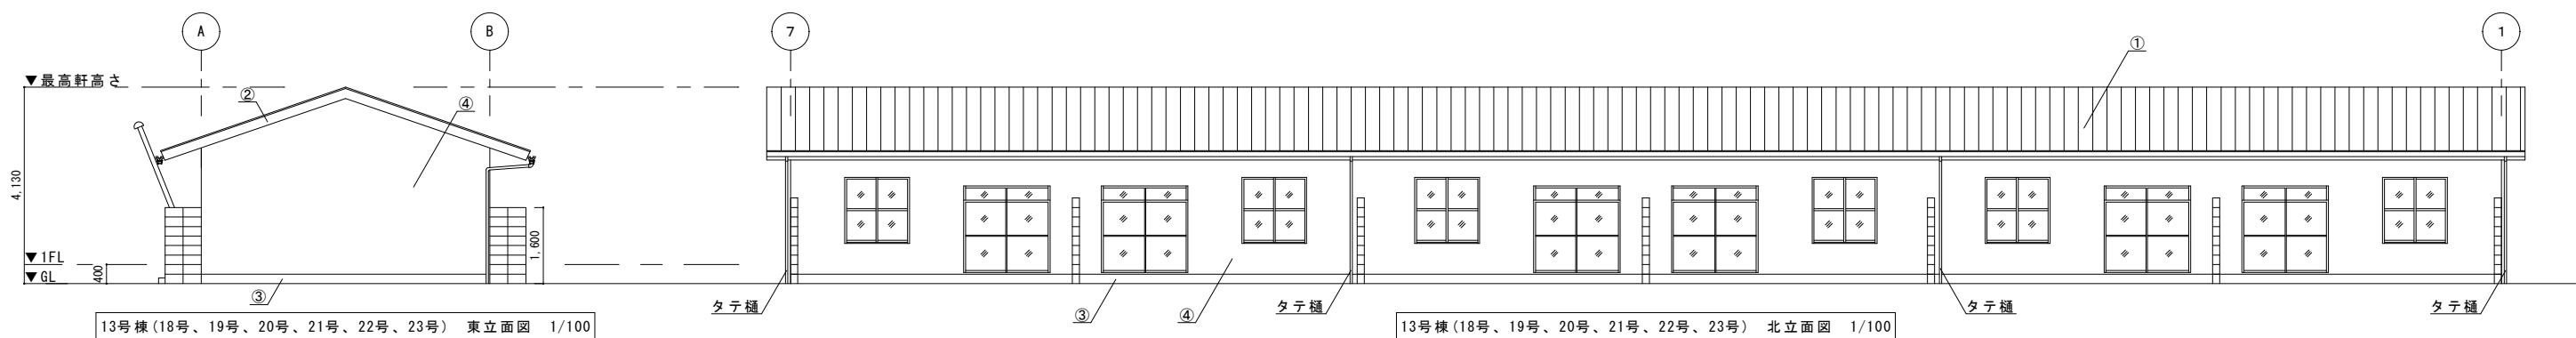 A
B
7
1
①
▼最高軒高さ
②
④
4,130
1,600
▼1FL
400
▼GL
③
タテ樋
③
④
タテ樋
タテ樋
タテ樋
13号棟(18号、19号、20号、21号、22号、23号) 東立面図 1/100
13号棟(18号、19号、20号、21号、22号、23号) 北立面図 1/100